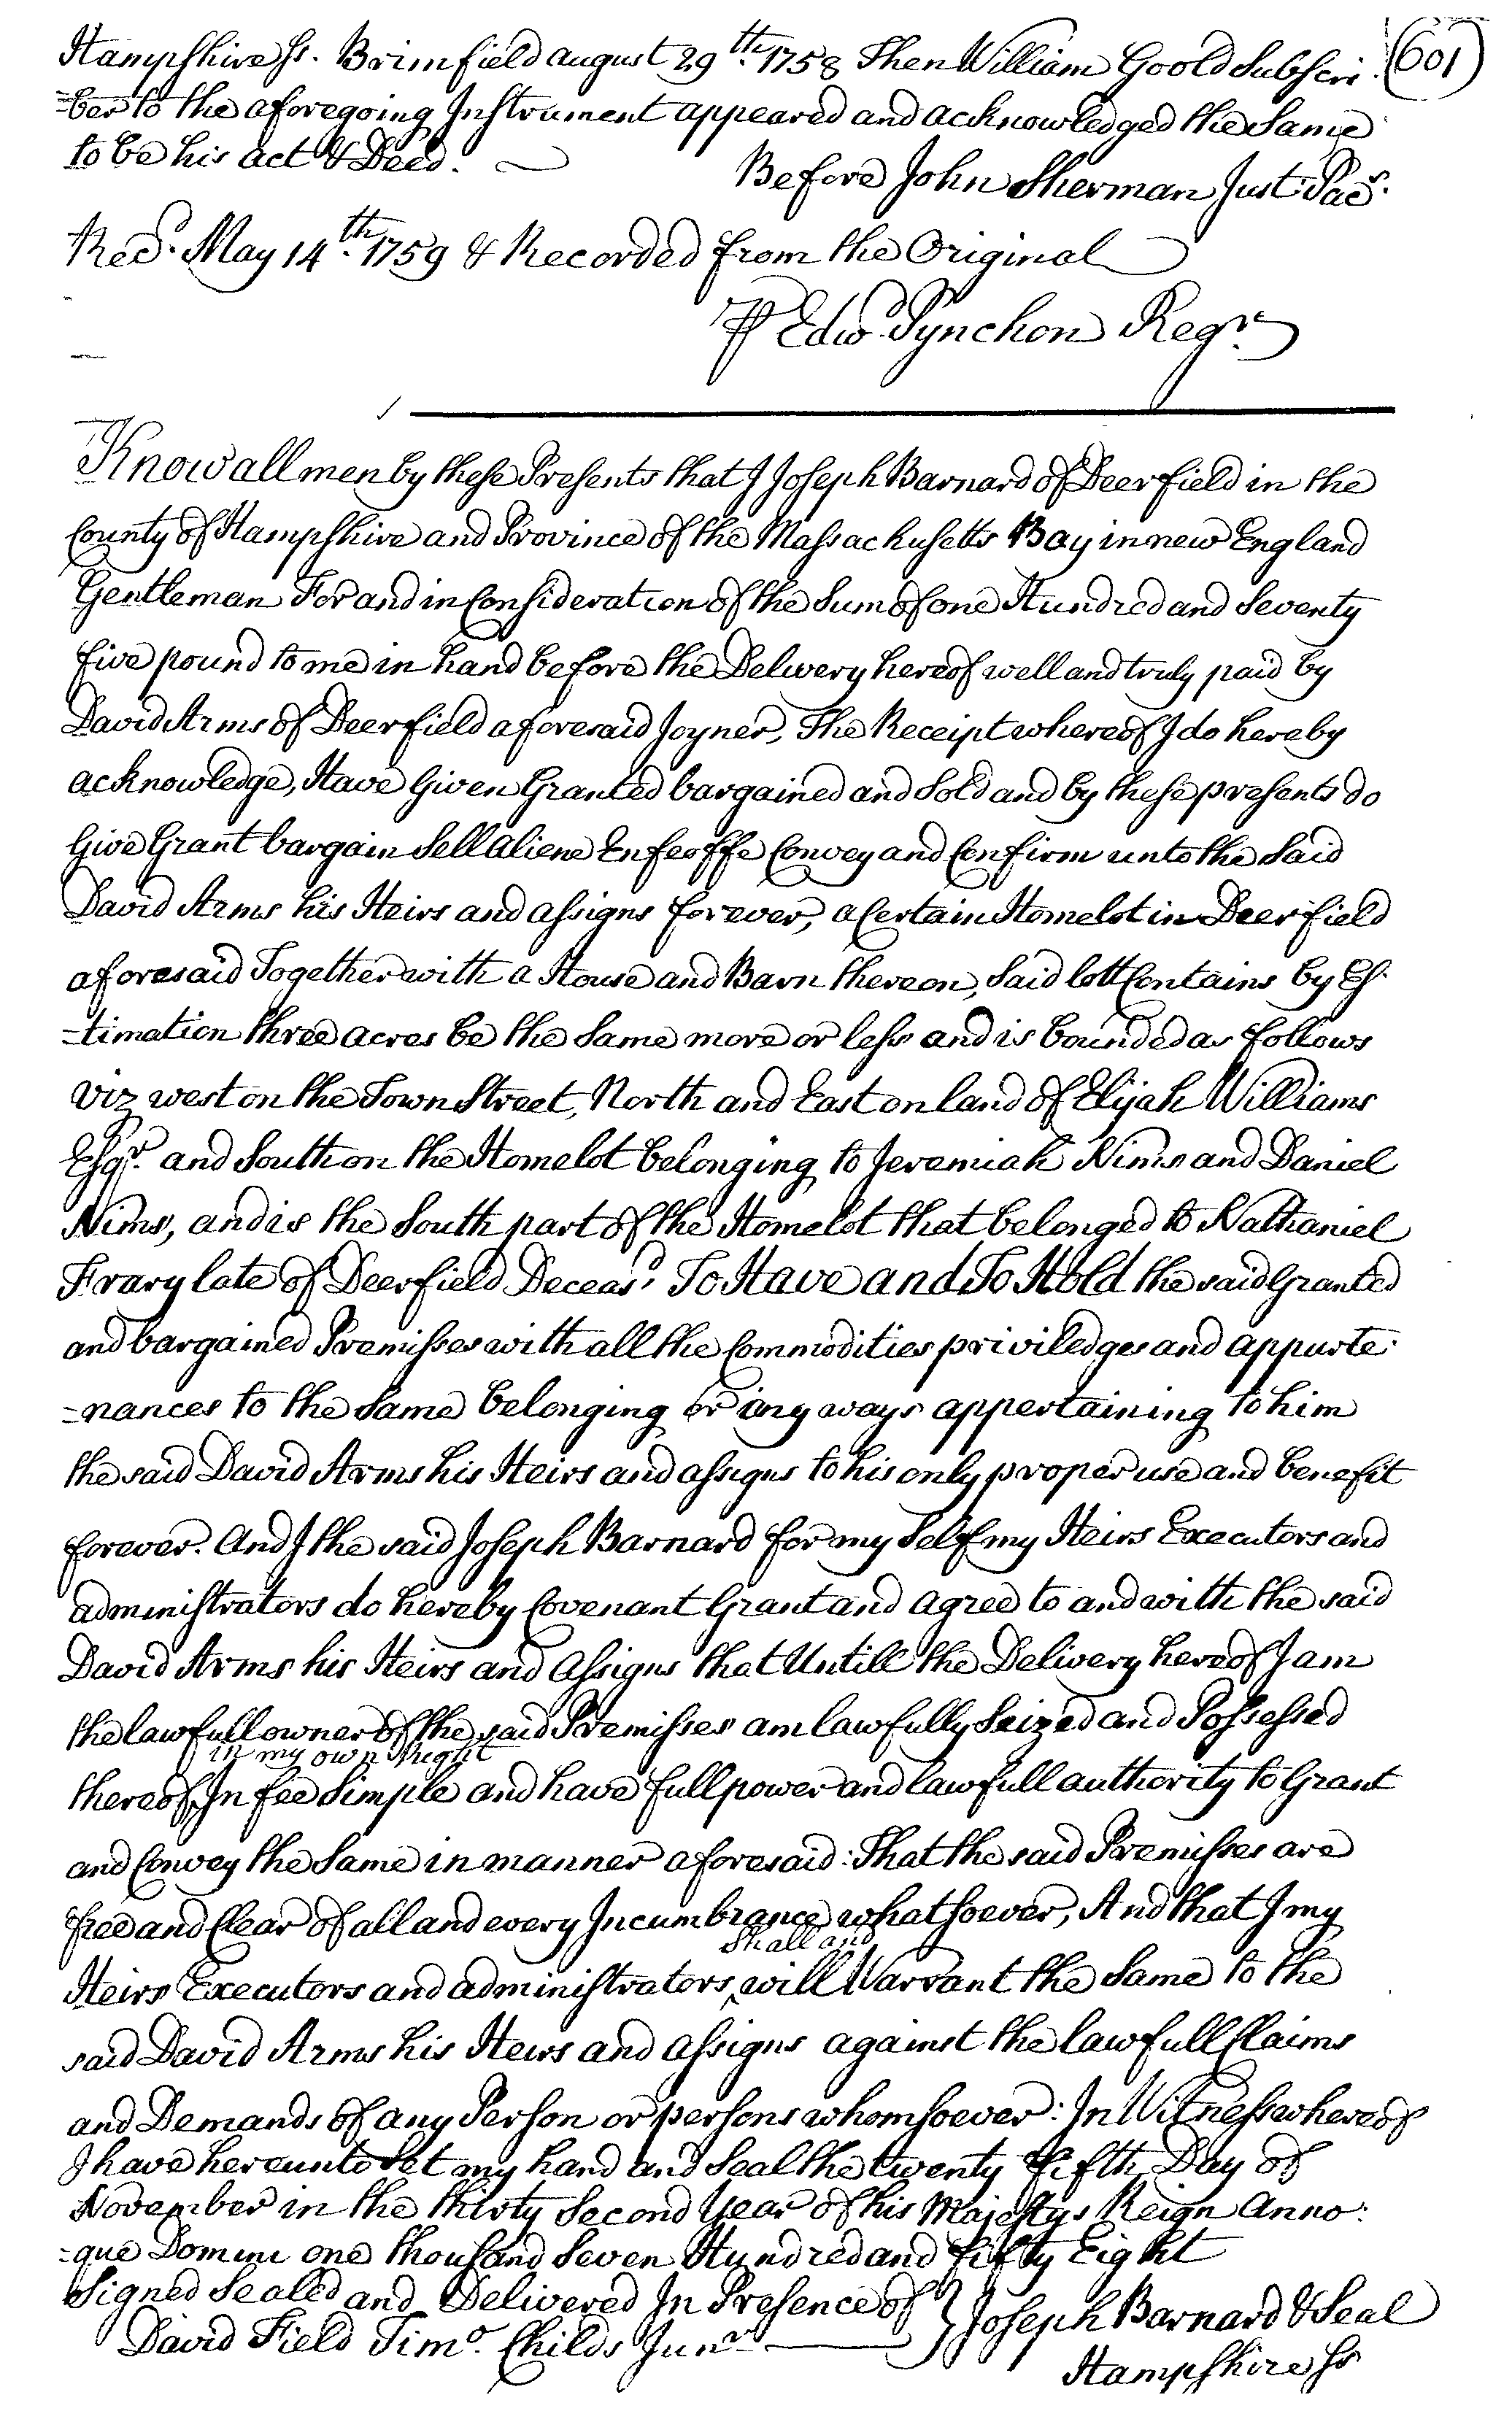 Hampshire ss. Brimfield august 29th. 1758 Then William Goold Subscri- (601)
-ber to the aforegoing Instrument appeared and acknowledged the Same
to be his act & Deed.
Before John Sherman Just. Pacs.
Recd. May 14th. 1759 & Recorded from the Original
P Edw. Pynchon Regr.
Know all men by these Presents that I Joseph Barnard of Deerfield in the
County of Hampshire and Province of the Massachusetts Bay in new England
Gentleman For and in Consideration of the Sum of one Hundred and Seventy
five pound to me in hand before the Delivery hereof well and truly paid by
David Arms of Deerfield aforesaid Joyner, The Receipt whereof I do hereby
acknowledge, Have Given Granted bargained and Sold and by these presents do
Give Grant bargain Sell aliene Enfeoffe Convey and Confirm unto the Said
David Arms his Heirs and assigns forever, a Certain Homelot in Deerfield
aforesaid Together with a House and Barn thereon, Said lott Contains by Es-
-timation three acres be the Same more or less and is bounded as follows
viz west on the Town Street, North and East on land of Elijah Williams
Esqr. and South on the Homelot belonging to Jeremiah Nims and Daniel
Nims, and is the South part of the Homelot that belonged to Nathaniel
Frary late of Deerfield Deceasd. To Have and To Hold the said Granted
and bargained Premisses with all the Commodities priviledges and appurte-
-nances to the Same belonging or any ways appertaining to him
the said David Arms his Heirs and assigns to his only proper use and benefit
forever. And I the said Joseph Barnard for my Self my Heirs Executors and
administrators do hereby Covenant Grant and agree to and with the said
David Arms his Heirs and Assigns that Untill the Delivery hereof I am
the lawfull owner of the said Premisses am lawfully Seized and Possessed
in my own Right
thereof, In fee Simple and have full power and lawfull authority to Grant
and Convey the Same in manner aforesaid: That the said Premisses are
free and Clear of all and every Incumbrance whatsoever, And that I my
Shall and
Heirs Executors and administrators, will Warrant the Same to the
said David Arms his Heirs and assigns against the lawfull Claims
and Demands of any Person or persons whomsoever: In Witness whereof
I have hereunto Set my hand and Seal the twenty fifth Day of
November in the thirty Second Year of his Majestys Reign Anno-
-que Domini one thousand Seven Hundred and fifty Eight
Signed Sealed and Delivered In Presence of } Joseph Barnard & Seal
David Field Timo. Childs Junr.
Hampshire ss